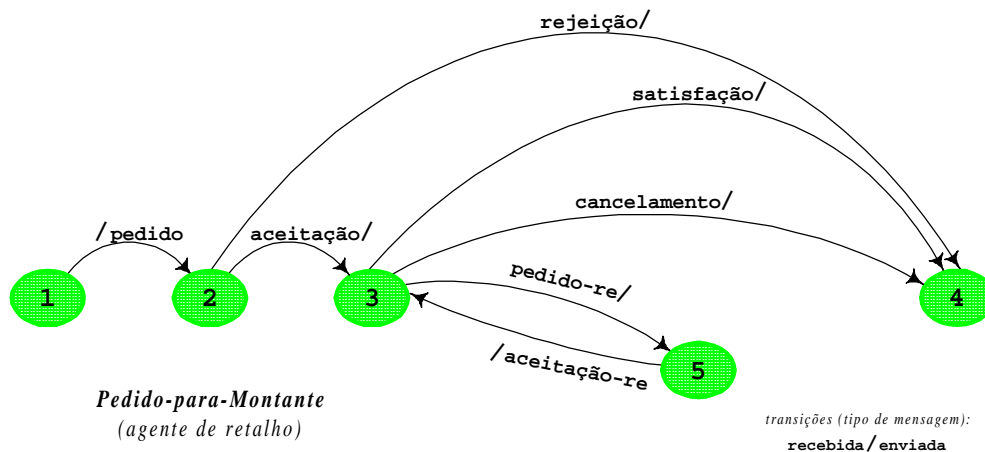 rejeição/
satisfação/
cancelamento/
/pedido
aceitação/
pedido-re/
1
2
3
4
/aceitação-re
5
Pedido-para-Montante
(agente de retalho)
transições (tipo de mensagem):
recebida/enviada